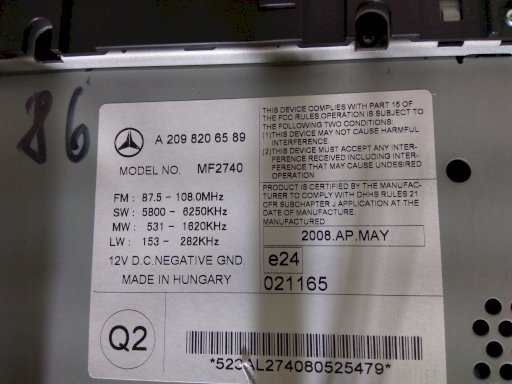 86
A 209 820 65 89
MODEL NO. MF2740
FM : 87.5 - 108.0MHz
SW : 5800 - 6250KHz
MW : 531 - 1620KHz
LW : 153 - 282KHz
12V D.C.NEGATIVE GND.
MADE IN HUNGARY
THIS DEVICE COMPLIES WITH PART 15 OF
THE FCC RULES.OPERATION IS SUBJECT TO
THE FOLLOWING TWO CONDITIONS:
(1)THIS DEVICE MAY NOT CAUSE HARMFUL
INTERFERENCE.
(2)THIS DEVICE MUST ACCEPT ANY INTER-
FERENCE RECEIVED INCLUDING INTER-
FERENCE THAT MAY CAUSE UNDESIRED
OPERATION
PRODUCT IS CERTIFIED BY THE MANUFAC-
TURER TO COMPLY WITH DHHS RULES 21
CFR SUBCHAPTER J APPLICATION AT THE
DATE OF MANUFACTURE.
MANUFACTURED
2008.AP.MAY
e24
021165
Q2
*523AL274080525479*